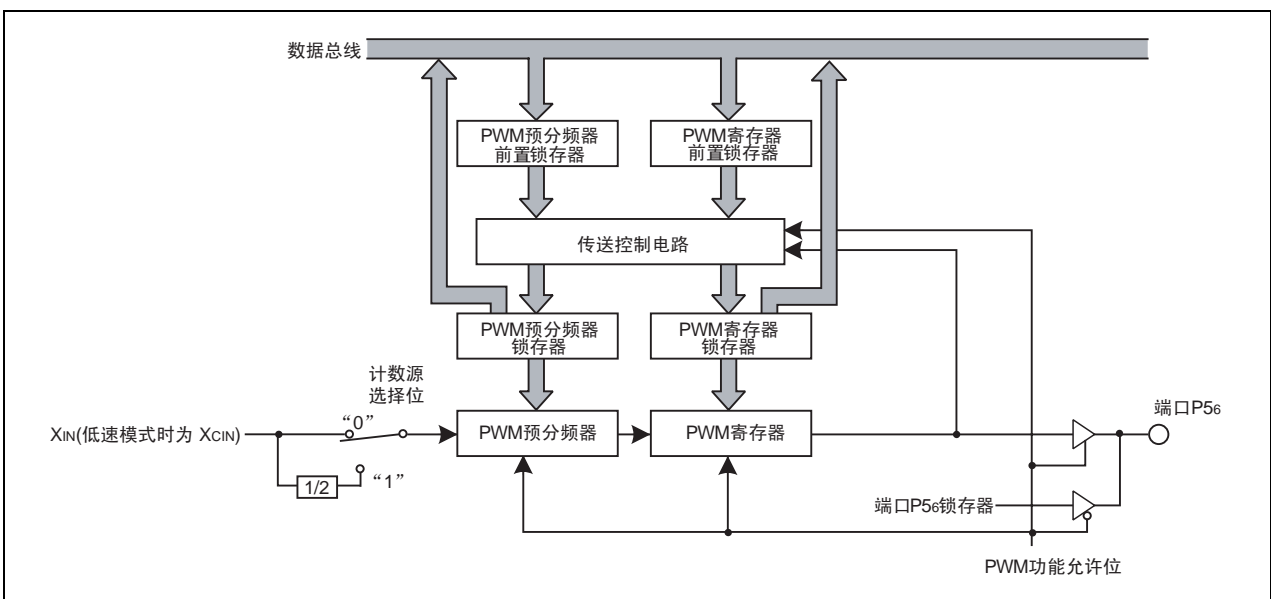 数据总线
PWM预分频器
前置锁存器
PWM寄存器
前置锁存器
传送控制电路
PWM预分频器
锁存器
PWM寄存器
锁存器
计数源
选择位
端口P56
XIN(低速模式时为 XCIN)
“0”
PWM预分频器
PWM寄存器
1/2
“1”
端口P56锁存器
PWM功能允许位